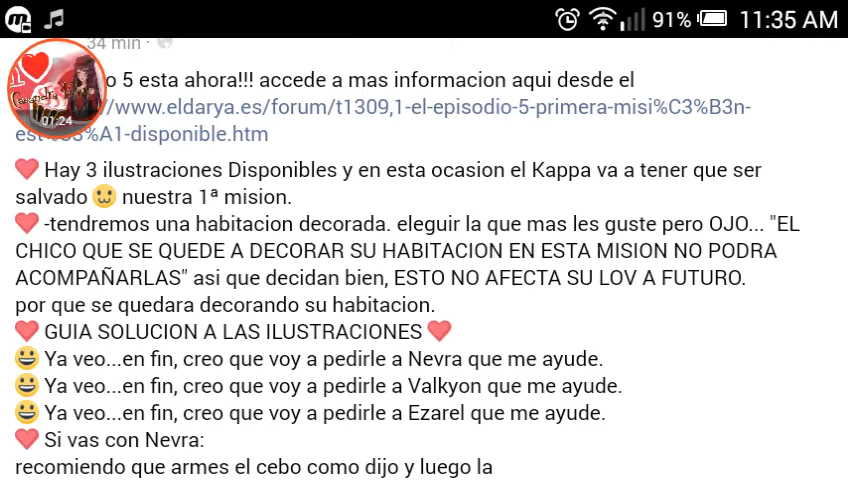 91% 11:35 AM
34 min ·
01:24
o 5 esta ahora!!! accede a mas informacion aqui desde el
//www.eldarya.es/forum/t1309,1-el-episodio-5-primera-misi%C3%B3n-
%A1-disponible.htm
❤ Hay 3 ilustraciones Disponibles y en esta ocasion el Kappa va a tener que ser
salvado nuestra 1ª mision.
❤ -tendremos una habitacion decorada. eleguir la que mas les guste pero OJO... "EL
CHICO QUE SE QUEDE A DECORAR SU HABITACION EN ESTA MISION NO PODRA
ACOMPAÑARLAS" asi que decidan bien, ESTO NO AFECTA SU LOV A FUTURO.
por que se quedara decorando su habitacion.
❤ GUIA SOLUCION A LAS ILUSTRACIONES ❤
😀 Ya veo...en fin, creo que voy a pedirle a Nevra que me ayude.
😀 Ya veo...en fin, creo que voy a pedirle a Valkyon que me ayude.
😀 Ya veo...en fin, creo que voy a pedirle a Ezarel que me ayude.
❤ Si vas con Nevra:
recomiendo que armes el cebo como dijo y luego la